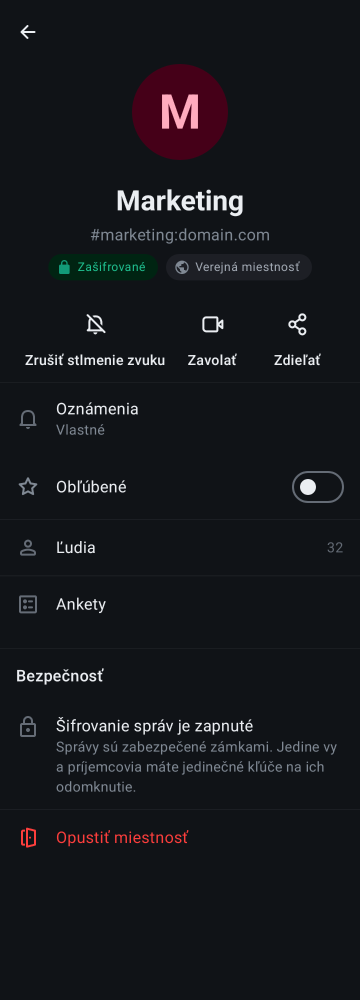 M
Marketing
#marketing:domain.com
Zašifrované
Verejná miestnosť
Zrušiť stlmenie zvuku
Zavolať
Zdieľať
Oznámenia
Vlastné
Obľúbené
Ľudia
32
Ankety
Bezpečnosť
Šifrovanie správ je zapnuté
Správy sú zabezpečené zámkami. Jedine vy
a príjemcovia máte jedinečné kľúče na ich
odomknutie.
Opustiť miestnosť